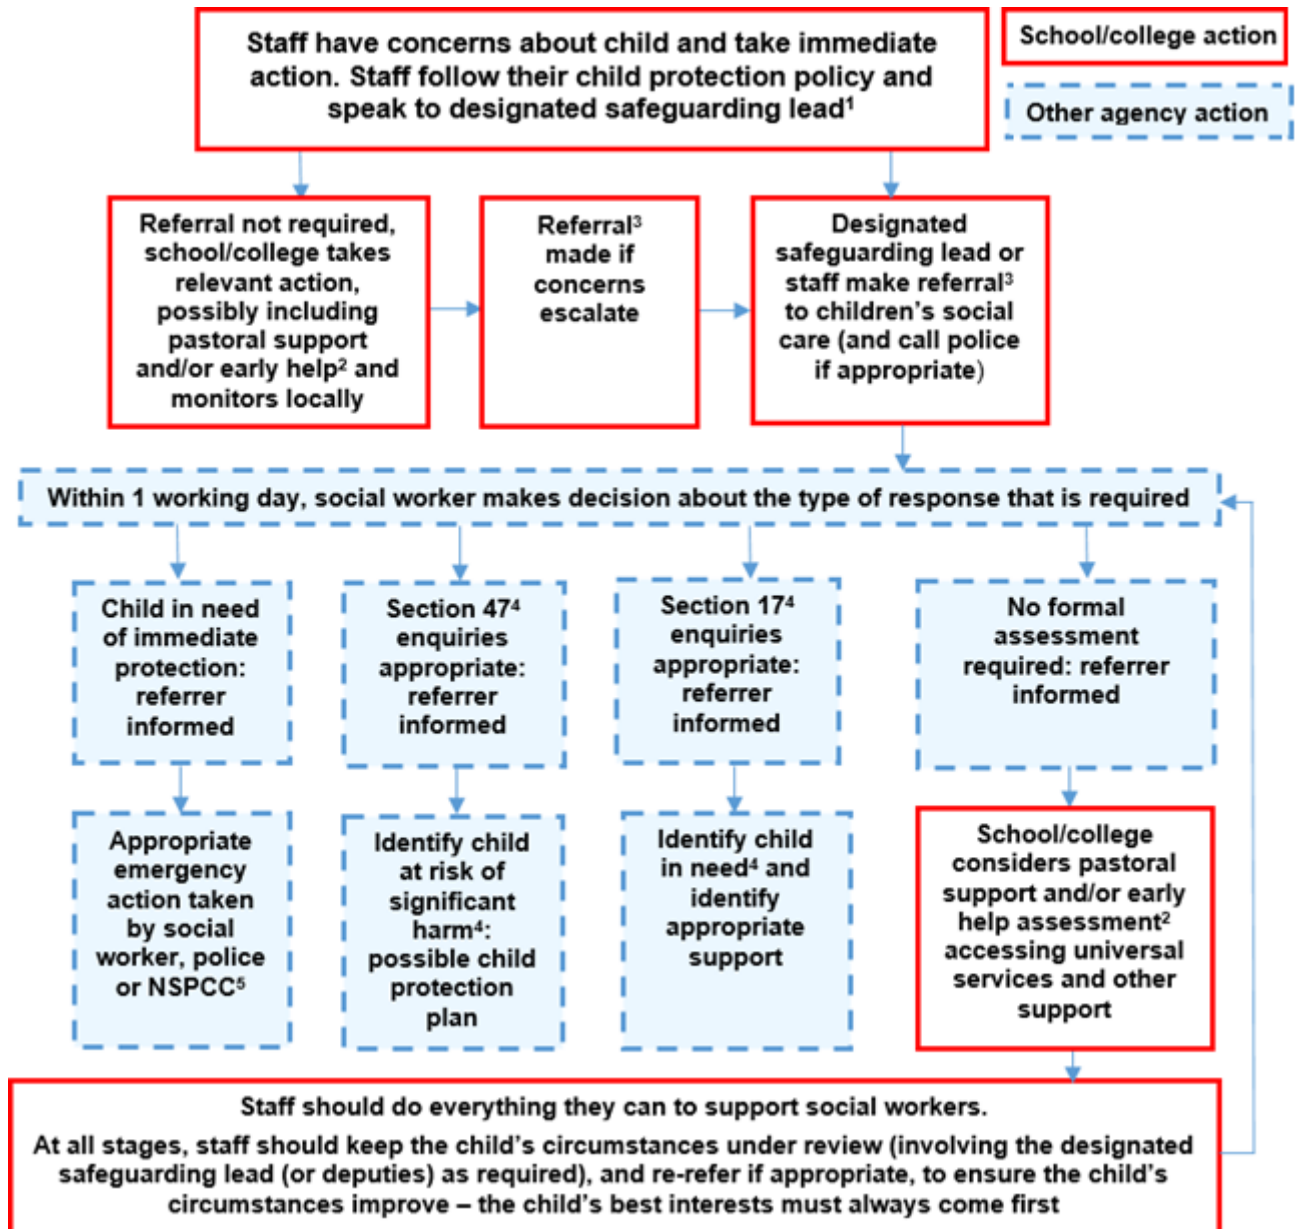 Staff have concerns about child and take immediate
action. Staff follow their child protection policy and
speak to designated safeguarding lead¹
School/college action
Other agency action
Referral not required,
school/college takes
relevant action,
possibly including
pastoral support
and/or early help² and
monitors locally
Referral³
made if
concerns
escalate
Designated
safeguarding lead or
staff make referral³
to children’s social
care (and call police
if appropriate)
Within 1 working day, social worker makes decision about the type of response that is required
Child in need
of immediate
protection:
referrer
informed
Section 47⁴
enquiries
appropriate:
referrer
informed
Section 17⁴
enquiries
appropriate:
referrer
informed
No formal
assessment
required: referrer
informed
Appropriate
emergency
action taken
by social
worker, police
or NSPCC⁵
Identify child
at risk of
significant
harm⁴:
possible child
protection
plan
Identify child
in need⁴ and
identify
appropriate
support
School/college
considers pastoral
support and/or early
help assessment²
accessing universal
services and other
support
Staff should do everything they can to support social workers.
At all stages, staff should keep the child’s circumstances under review (involving the designated
safeguarding lead (or deputies) as required), and re-refer if appropriate, to ensure the child’s
circumstances improve – the child’s best interests must always come first